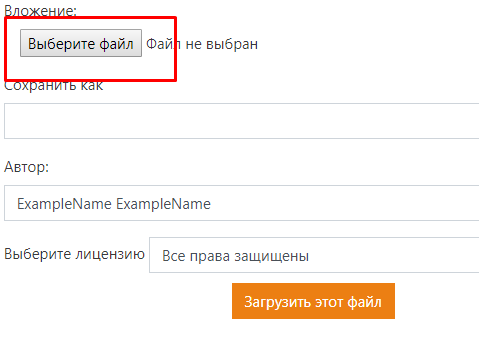 Вложение:
Выберите файл Файл не выбран
Сохранить как
Автор:
ExampleName ExampleName
Выберите лицензию Все права защищены
Загрузить этот файл